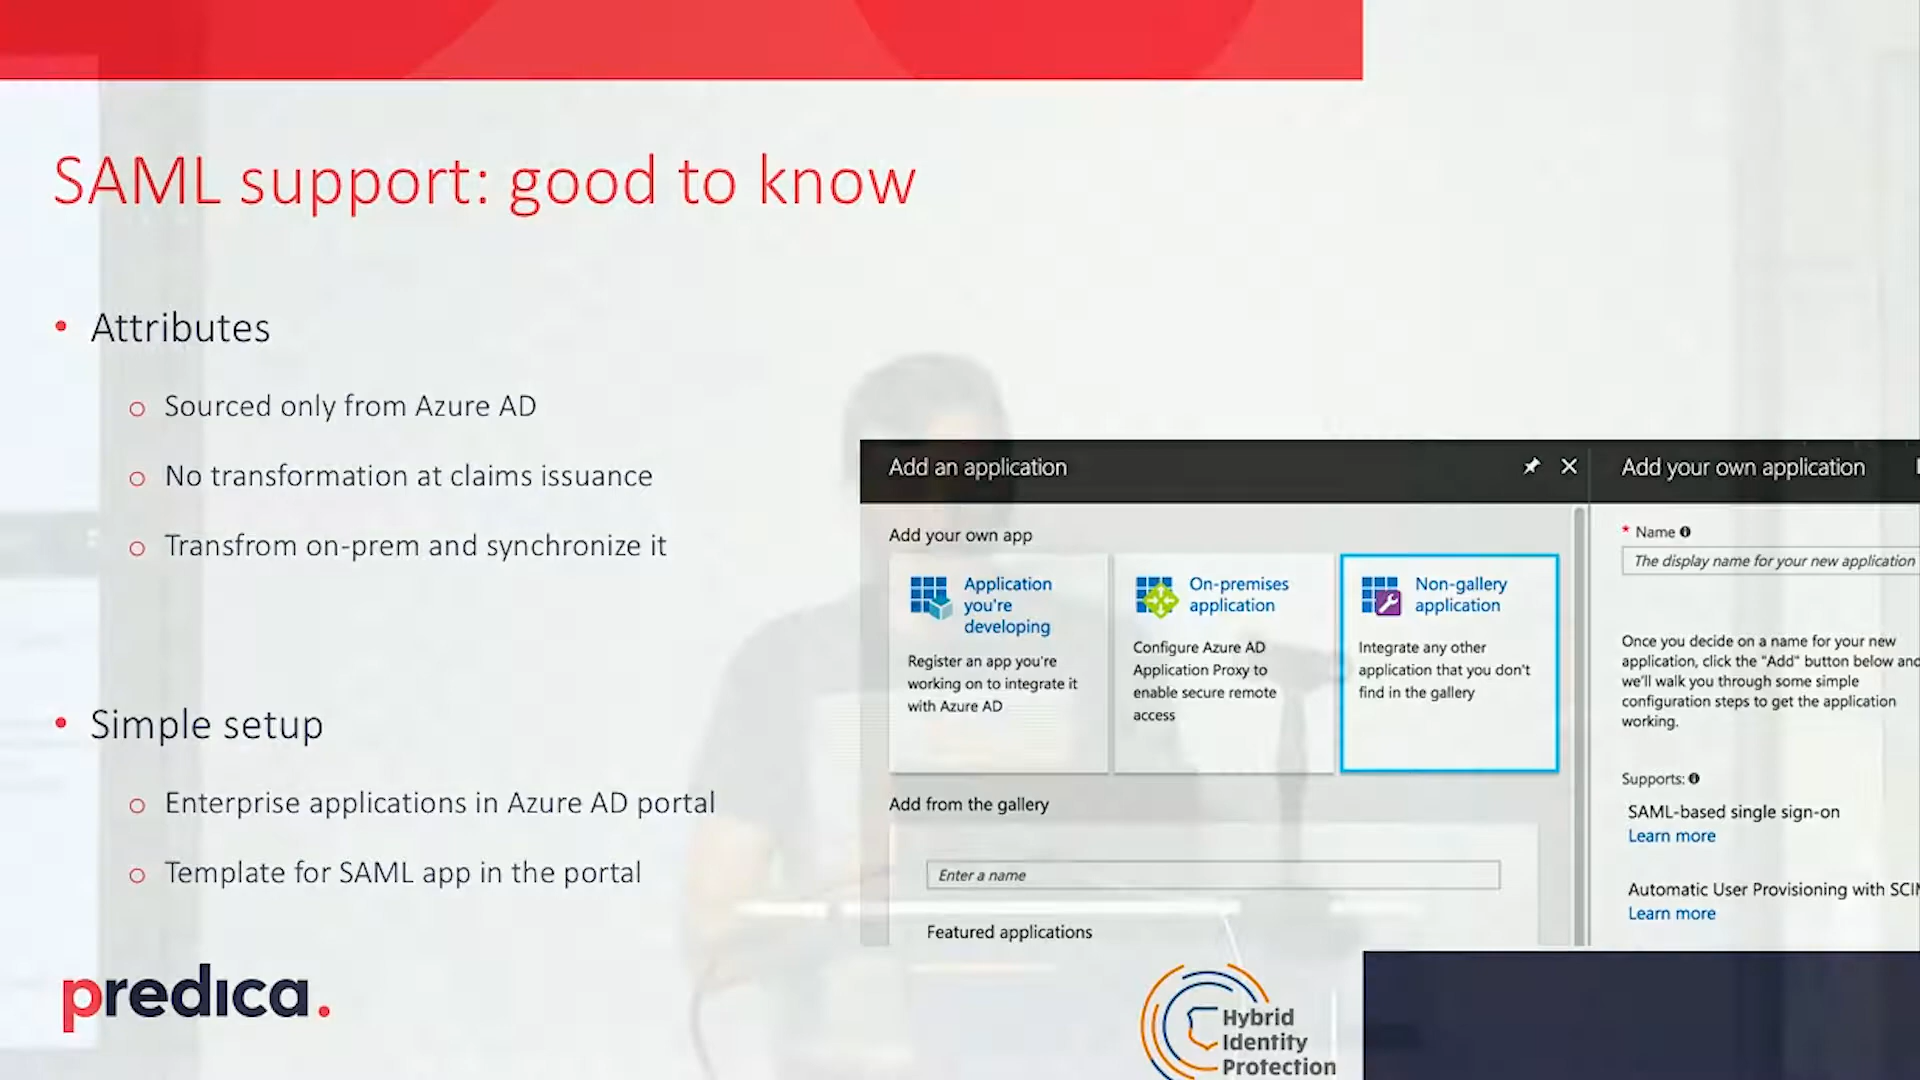 SAML support: good to know
• Attributes
o Sourced only from Azure AD
o No transformation at claims issuance
o Transfrom on-prem and synchronize it
• Simple setup
o Enterprise applications in Azure AD portal
o Template for SAML app in the portal
predica.
Add an application
Add your own app
Application
you're
developing
Register an app you're
working on to integrate it
with Azure AD
On-premises
application
Configure Azure AD
Application Proxy to
enable secure remote
access
Non-gallery
application
Integrate any other
application that you don't
find in the gallery
Add from the gallery
Enter a name
Featured applications
Add your own application
* Name
The display name for your new application
Once you decide on a name for your new
application, click the "Add" button below and
we'll walk you through some simple
configuration steps to get the application
working.
Supports:
SAML-based single sign-on
Learn more
Automatic User Provisioning with
Learn more
Hybrid
Identity
Protection